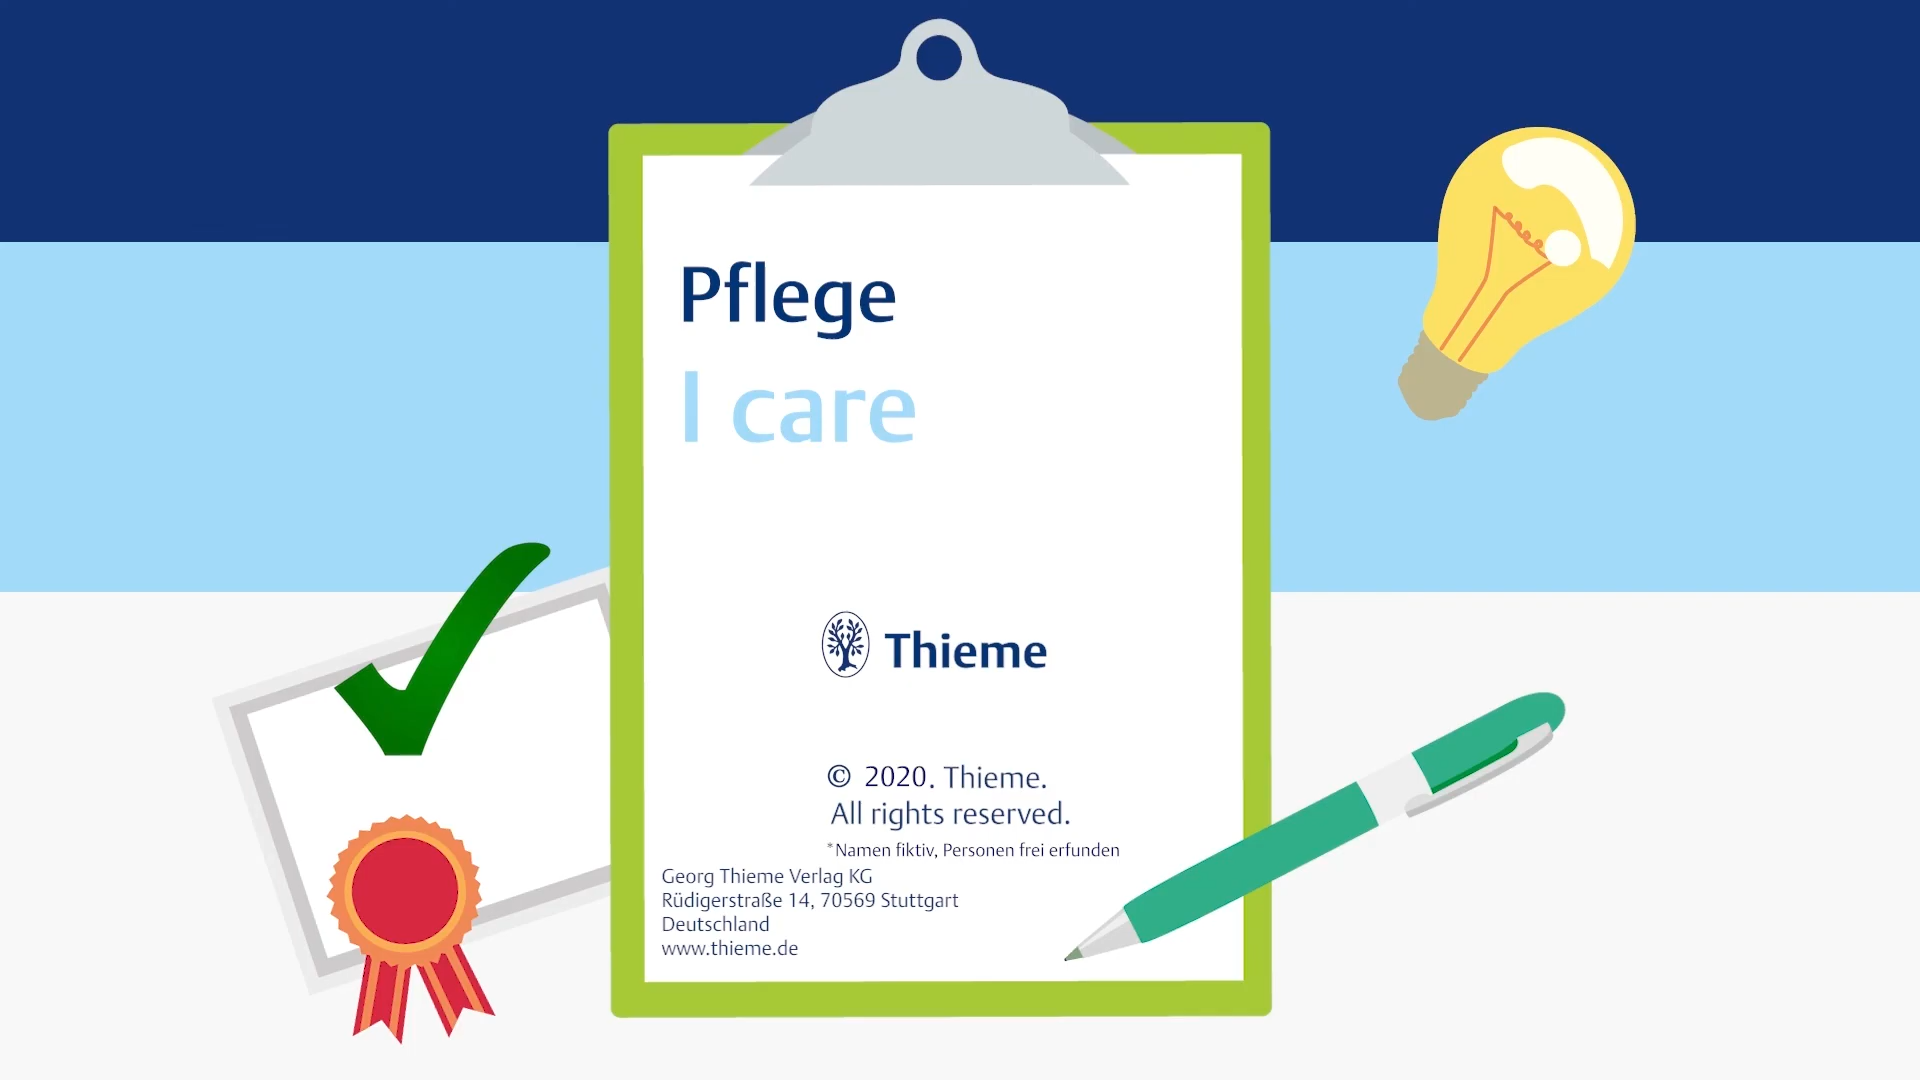 Pflege
I care
Thieme
© 2020. Thieme.
All rights reserved.
*Namen fiktiv, Personen frei erfunden
Georg Thieme Verlag KG
Rüdigerstraße 14, 70569 Stuttgart
Deutschland
www.thieme.de